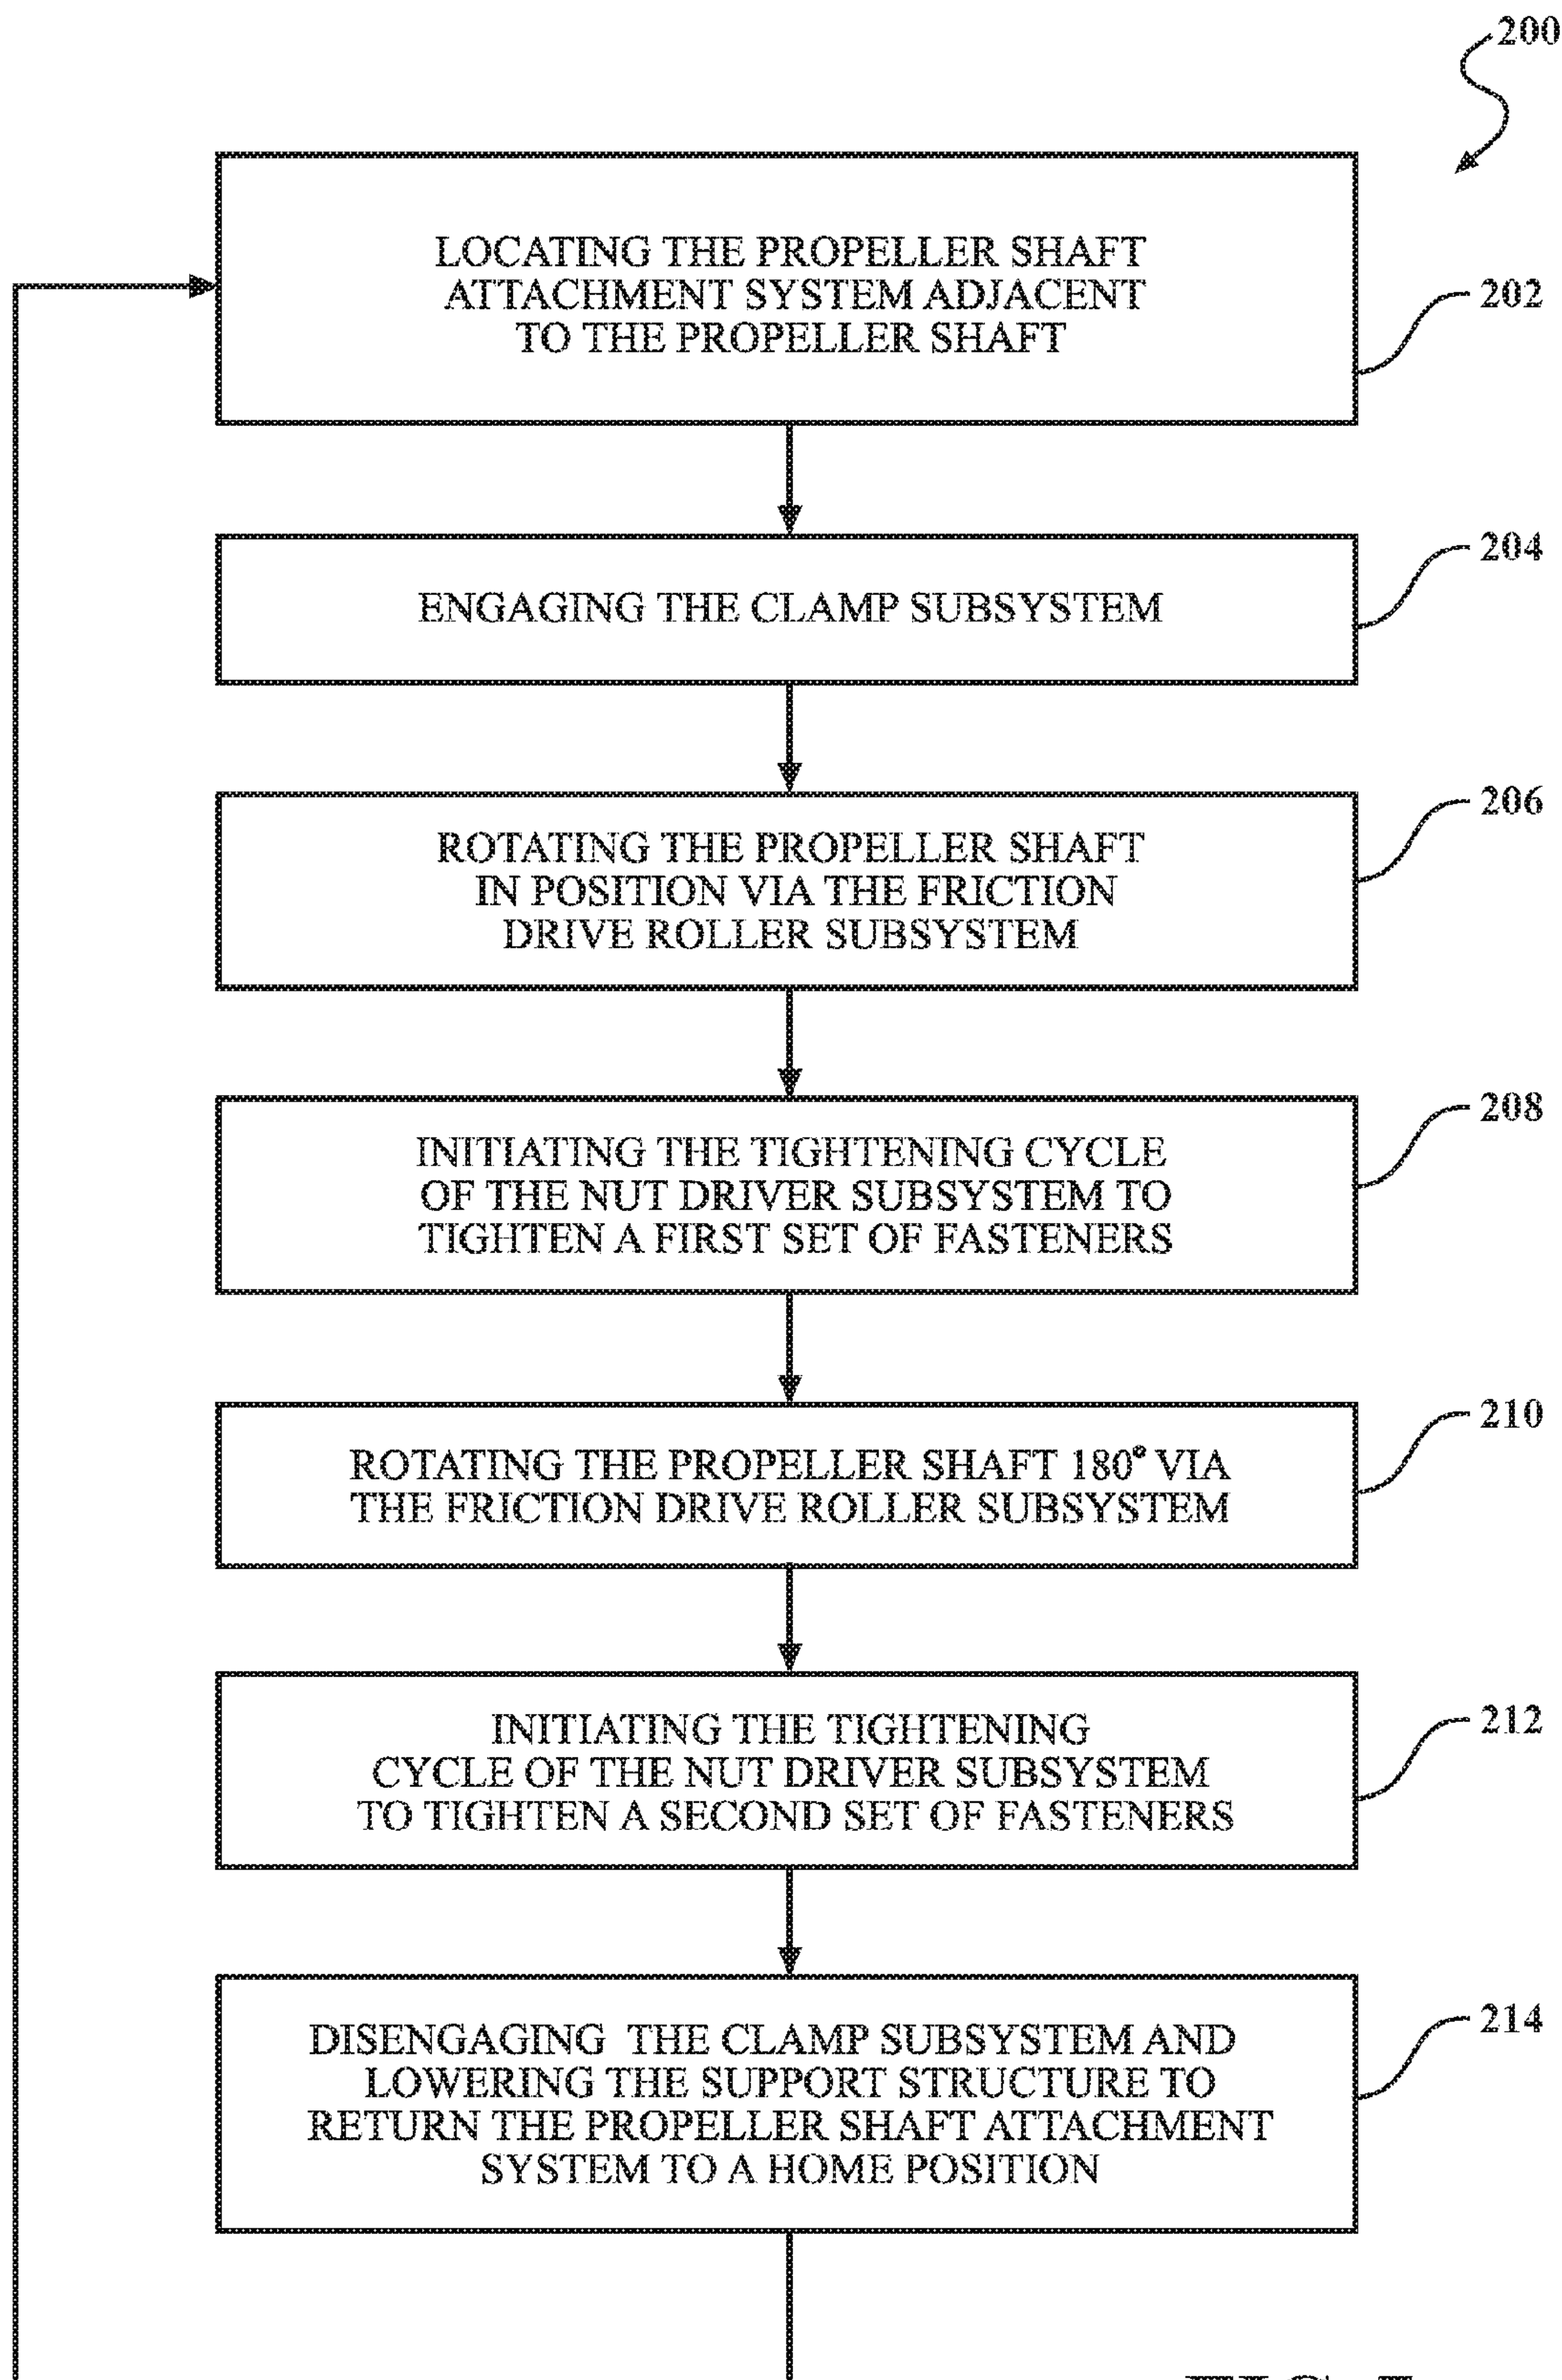 200
LOCATING THE PROPELLER SHAFT
ATTACHMENT SYSTEM ADJACENT
TO THE PROPELLER SHAFT
202
ENGAGING THE CLAMP SUBSYSTEM
204
ROTATING THE PROPELLER SHAFT
IN POSITION VIA THE FRICTION
DRIVE ROLLER SUBSYSTEM
206
INITIATING THE TIGHTENING CYCLE
OF THE NUT DRIVER SUBSYSTEM TO
TIGHTEN A FIRST SET OF FASTENERS
208
ROTATING THE PROPELLER SHAFT 180° VIA
THE FRICTION DRIVE ROLLER SUBSYSTEM
210
INITIATING THE TIGHTENING
CYCLE OF THE NUT DRIVER SUBSYSTEM
TO TIGHTEN A SECOND SET OF FASTENERS
212
DISENGAGING THE CLAMP SUBSYSTEM AND
LOWERING THE SUPPORT STRUCTURE TO
RETURN THE PROPELLER SHAFT ATTACHMENT
SYSTEM TO A HOME POSITION
214